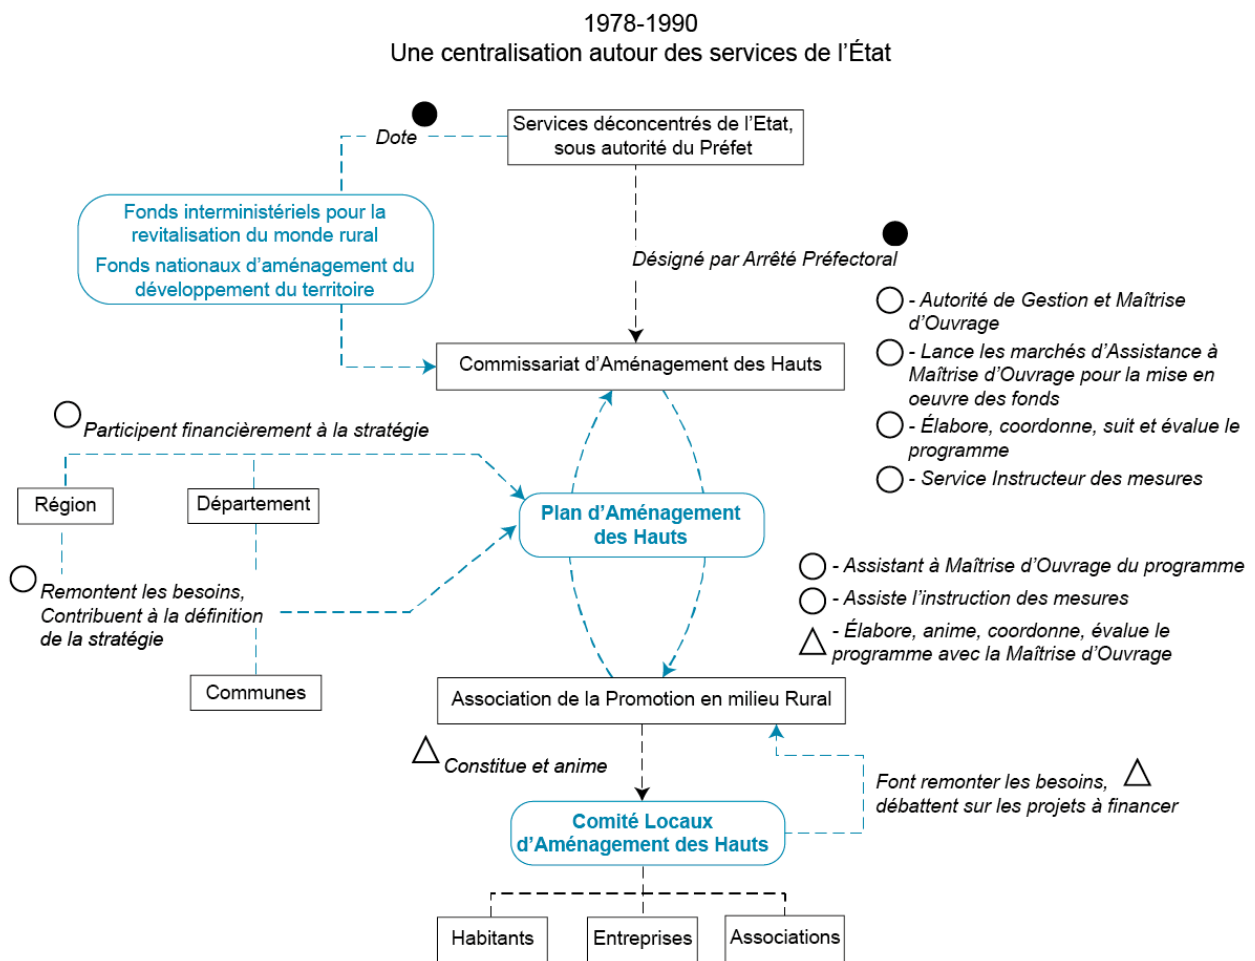 1978-1990
Une centralisation autour des services de l'État
Dote
Services déconcentrés de l'Etat,
sous autorité du Préfet
Fonds interministériels pour la
revitalisation du monde rural
Fonds nationaux d'aménagement du
développement du territoire
Désigné par Arrêté Préfectoral
- Autorité de Gestion et Maîtrise
d'Ouvrage
- Lance les marchés d'Assistance à
Maîtrise d'Ouvrage pour la mise en
oeuvre des fonds
- Élabore, coordonne, suit et évalue le
programme
- Service Instructeur des mesures
Commissariat d'Aménagement des Hauts
Participent financièrement à la stratégie
Région
Département
Plan d'Aménagement
des Hauts
Remontent les besoins,
Contribuent à la définition
de la stratégie
- Assistant à Maîtrise d'Ouvrage du programme
- Assiste l'instruction des mesures
- Élabore, anime, coordonne, évalue le
programme avec la Maîtrise d'Ouvrage
Communes
Association de la Promotion en milieu Rural
Constitue et anime
Font remonter les besoins,
débattent sur les projets à financer
Comité Locaux
d'Aménagement des Hauts
Habitants
Entreprises
Associations